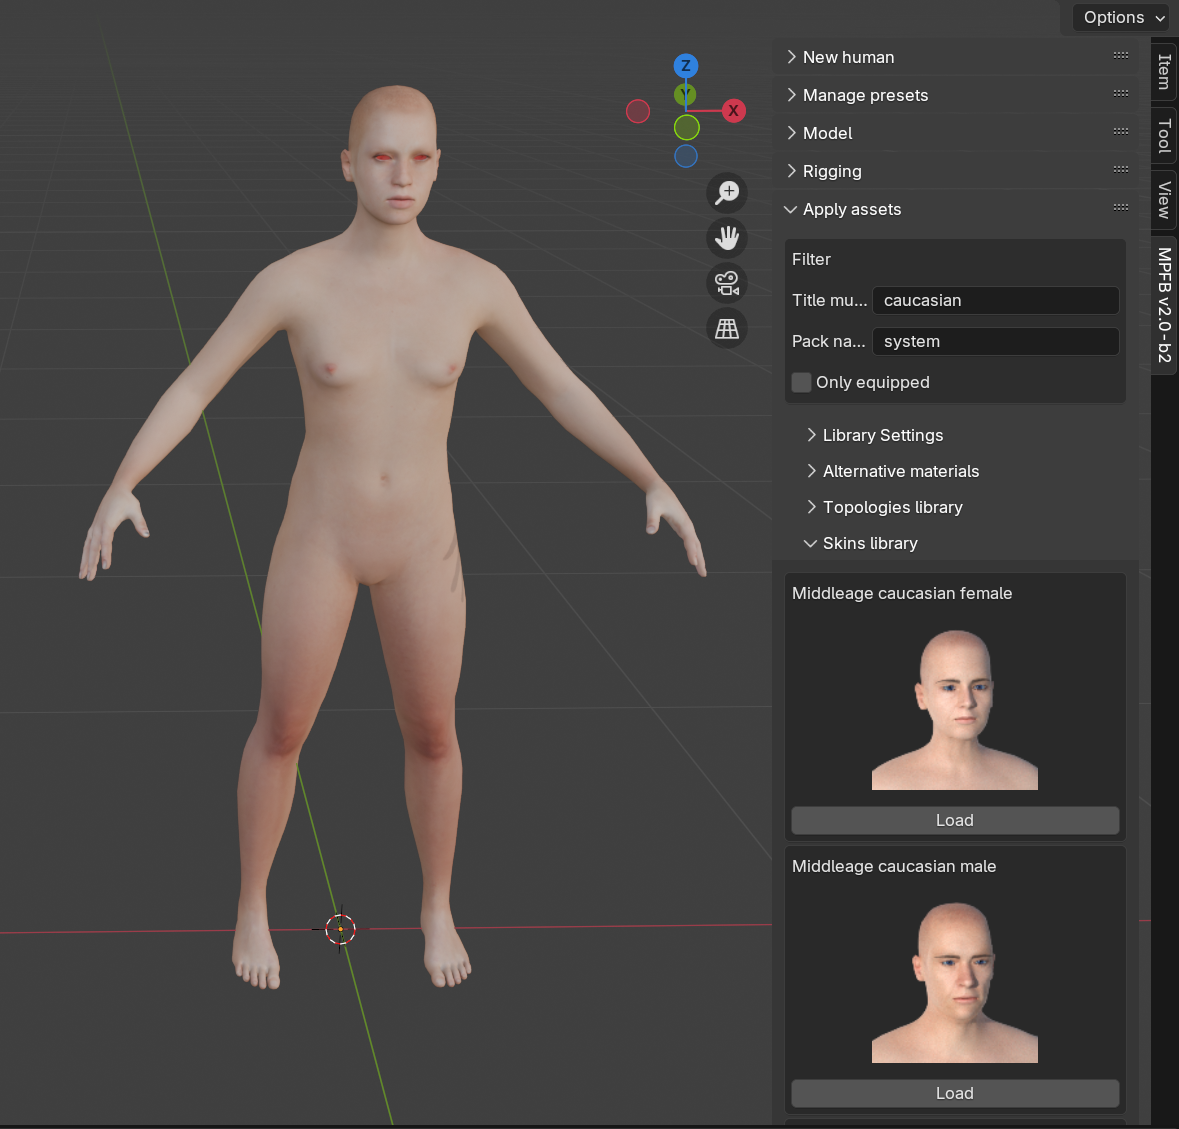 Options
Z
Y
X
New human
Manage presets
Model
Rigging
Apply assets
Filter
Title mu... caucasian
Pack na... system
Only equipped
Library Settings
Alternative materials
Topologies library
Skins library
Middleage caucasian female
Load
Middleage caucasian male
Load
Item
Tool
View
MPFB v2.0-b2